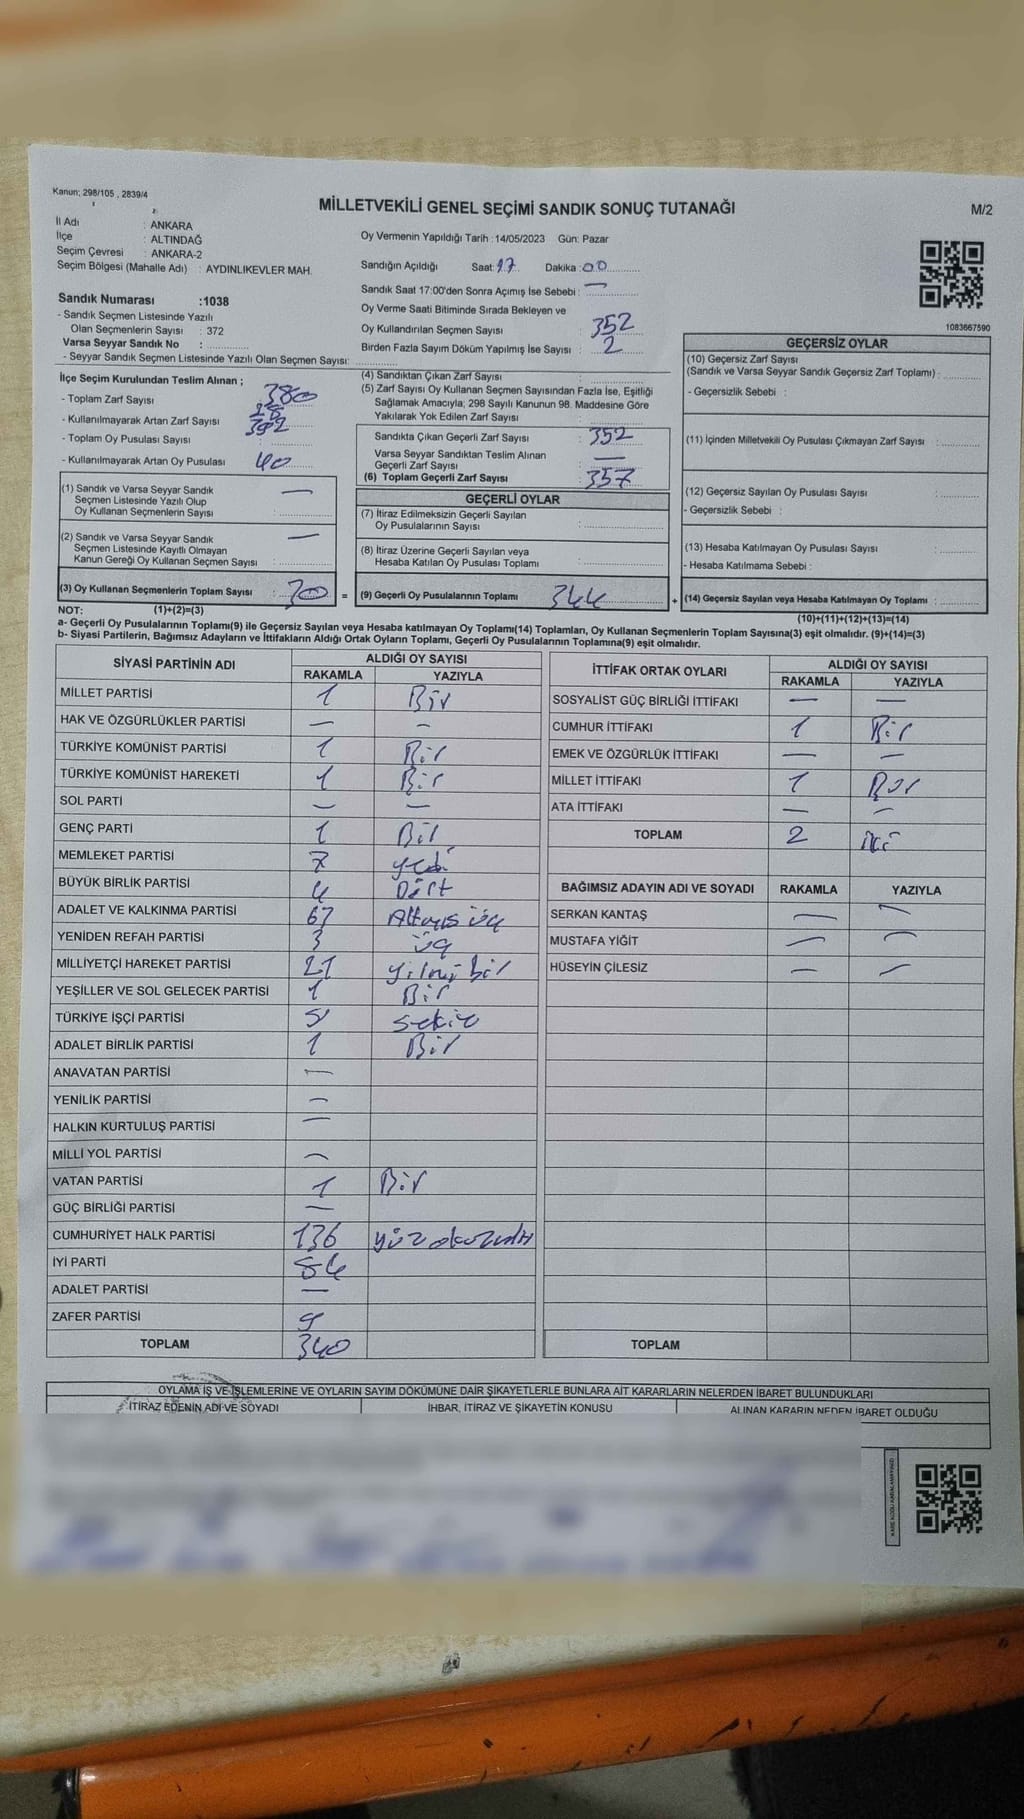 Kanun; 298/105 , 2839/4
MİLLETVEKİLİ GENEL SEÇİMİ SANDIK SONUÇ TUTANAĞI
M/2
İl Adı : ANKARA
İlçe : ALTINDAĞ
Seçim Çevresi : ANKARA-2
Seçim Bölgesi (Mahalle Adı) : AYDINLIKEVLER MAH.
Oy Vermenin Yapıldığı Tarih : 14/05/2023 Gün: Pazar
Sandığın Açıldığı Saat: 17 Dakika : 00
Sandık Saat 17:00'den Sonra Açımış İse Sebebi : —
Oy Verme Saati Bitiminde Sırada Bekleyen ve
Oy Kullandırılan Seçmen Sayısı : 352
Birden Fazla Sayım Döküm Yapılmış İse Sayısı : 2
1083667590
Sandık Numarası :1038
- Sandık Seçmen Listesinde Yazılı
Olan Seçmenlerin Sayısı : 372
Varsa Seyyar Sandık No :
- Seyyar Sandık Seçmen Listesinde Yazılı Olan Seçmen Sayısı:
İlçe Seçim Kurulundan Teslim Alınan ;
- Toplam Zarf Sayısı : 380
- Kullanılmayarak Artan Zarf Sayısı :
- Toplam Oy Pusulası Sayısı :
- Kullanılmayarak Artan Oy Pusulası 40
(1) Sandık ve Varsa Seyyar Sandık
Seçmen Listesinde Yazılı Olup
Oy Kullanan Seçmenlerin Sayısı : —
(2) Sandık ve Varsa Seyyar Sandık
Seçmen Listesinde Kayıtlı Olmayan
Kanun Gereği Oy Kullanan Seçmen Sayısı : —
(3) Oy Kullanan Seçmenlerin Toplam Sayısı : =
(4) Sandıktan Çıkan Zarf Sayısı :
(5) Zarf Sayısı Oy Kullanan Seçmen Sayısından Fazla İse, Eşitliği
Sağlamak Amacıyla; 298 Sayılı Kanunun 98. Maddesine Göre
Yakılarak Yok Edilen Zarf Sayısı :
Sandıkta Çıkan Geçerli Zarf Sayısı : 352
Varsa Seyyar Sandıktan Teslim Alınan
Geçerli Zarf Sayısı : —
(6) Toplam Geçerli Zarf Sayısı : 357
GEÇERLİ OYLAR
(7) İtiraz Edilmeksizin Geçerli Sayılan
Oy Pusulalarının Sayısı :
(8) İtiraz Üzerine Geçerli Sayılan veya
Hesaba Katılan Oy Pusulası Toplamı :
(9) Geçerli Oy Pusulalarının Toplamı 344 +
GEÇERSİZ OYLAR
(10) Geçersiz Zarf Sayısı
(Sandık ve Varsa Seyyar Sandık Geçersiz Zarf Toplamı) :
- Geçersizlik Sebebi :
(11) İçinden Milletvekili Oy Pusulası Çıkmayan Zarf Sayısı :
(12) Geçersiz Sayılan Oy Pusulası Sayısı :
- Geçersizlik Sebebi :
(13) Hesaba Katılmayan Oy Pusulası Sayısı :
- Hesaba Katılmama Sebebi :
(14) Geçersiz Sayılan veya Hesaba Katılmayan Oy Toplamı :
NOT: (1)+(2)=(3) (10)+(11)+(12)+(13)=(14)
a- Geçerli Oy Pusulalarının Toplamı(9) ile Geçersiz Sayılan veya Hesaba katılmayan Oy Toplamı(14) Toplamları, Oy Kullanan Seçmenlerin Toplam Sayısına(3) eşit olmalıdır. (9)+(14)=(3)
b- Siyasi Partilerin, Bağımsız Adayların ve İttifakların Aldığı Ortak Oyların Toplamı, Geçerli Oy Pusulalarının Toplamına(9) eşit olmalıdır.
SİYASİ PARTİNİN ADI ALDIĞI OY SAYISI
RAKAMLA YAZIYLA
MİLLET PARTİSİ 1 Bir
HAK VE ÖZGÜRLÜKLER PARTİSİ — —
TÜRKİYE KOMÜNİST PARTİSİ 1 Bir
TÜRKİYE KOMÜNİST HAREKETİ 1 Bir
SOL PARTİ — —
GENÇ PARTİ 1 Bir
MEMLEKET PARTİSİ 7 yedi
BÜYÜK BİRLİK PARTİSİ 4 Dört
ADALET VE KALKINMA PARTİSİ 63 Altmış üç
YENİDEN REFAH PARTİSİ 3 üç
MİLLİYETÇİ HAREKET PARTİSİ 21 yirmi bir
YEŞİLLER VE SOL GELECEK PARTİSİ 1 Bir
TÜRKİYE İŞÇİ PARTİSİ 8 sekiz
ADALET BİRLİK PARTİSİ 1 Bir
ANAVATAN PARTİSİ —
YENİLİK PARTİSİ —
HALKIN KURTULUŞ PARTİSİ —
MİLLİ YOL PARTİSİ —
VATAN PARTİSİ 1 Bir
GÜÇ BİRLİĞİ PARTİSİ —
CUMHURİYET HALK PARTİSİ 136 yüz
İYİ PARTİ 84
ADALET PARTİSİ —
ZAFER PARTİSİ 9
TOPLAM 340
İTTİFAK ORTAK OYLARI ALDIĞI OY SAYISI
RAKAMLA YAZIYLA
SOSYALİST GÜÇ BİRLİĞİ İTTİFAKI — —
CUMHUR İTTİFAKI 1 Bir
EMEK VE ÖZGÜRLÜK İTTİFAKI — —
MİLLET İTTİFAKI 1 Bir
ATA İTTİFAKI — —
TOPLAM 2 iki
BAĞIMSIZ ADAYIN ADI VE SOYADI RAKAMLA YAZIYLA
SERKAN KANTAŞ — —
MUSTAFA YİĞİT — —
HÜSEYİN ÇİLESİZ — —
TOPLAM
OYLAMA İŞ VE İŞLEMLERİNE VE OYLARIN SAYIM DÖKÜMÜNE DAİR ŞİKAYETLERLE BUNLARA AİT KARARLARIN NELERDEN İBARET BULUNDUKLARI
İTİRAZ EDENİN ADI VE SOYADI İHBAR, İTİRAZ VE ŞİKAYETİN KONUSU ALINAN KARARIN NEDEN İBARET OLDUĞU